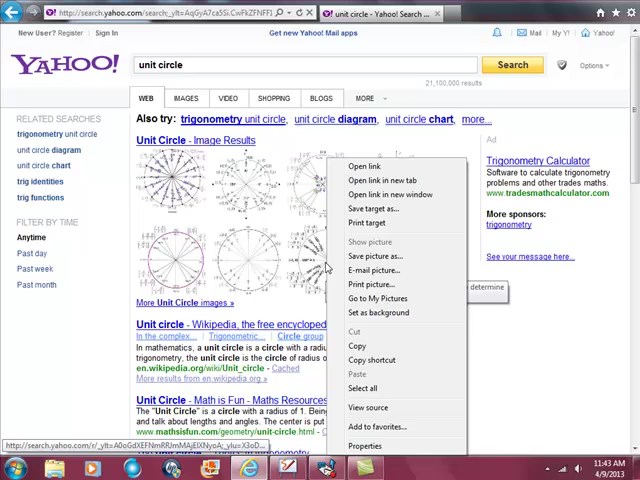 http://search.yahoo.com/search;_ylt=AqGyA7ca5Si.CwFkZFNFFI
unit circle - Yahoo! Search ...
New User? Register
Sign In
Get new Yahoo! Mail apps
Mail
My Y!
Yahoo!
YAHOO!
unit circle
Search
Options
21,100,000 results
WEB
IMAGES
VIDEO
SHOPPING
BLOGS
MORE
RELATED SEARCHES
trigonometry unit circle
unit circle diagram
unit circle chart
trig identities
trig functions
FILTER BY TIME
Anytime
Past day
Past week
Past month
Also try: trigonometry unit circle, unit circle diagram, unit circle chart more...
Unit Circle - Image Results
More Unit Circle images »
Unit circle - Wikipedia, the free encycloped
In the complex...
Trigonometric...
Circle group
In mathematics, a unit circle is a circle with a radiu
trigonometry, the unit circle is the circle of radius o
en.wikipedia.org/wiki/Unit_circle - Cached
More results from en.wikipedia.org »
Unit Circle - Math is Fun - Maths Resources
The "Unit Circle" is a circle with a radius of 1. Being
and talk about lengths and angles. The
www.mathsisfun.com/geometry/unit-circle.html
Open link
Open link in new tab
Open link in new window
Save target as...
Print target
Show picture
Save picture as...
E-mail picture...
Print picture...
Go to My Pictures
Set as background
Cut
Copy
Copy shortcut
Paste
Select all
View source
Add to favorites...
Properties
determine
Ad
Trigonometry Calculator
Software to calculate trigonometry
problems and other trades maths.
www.tradesmathcalculator.com
More sponsors:
trigonometry
See your message here...
11:43 AM
4/9/2013